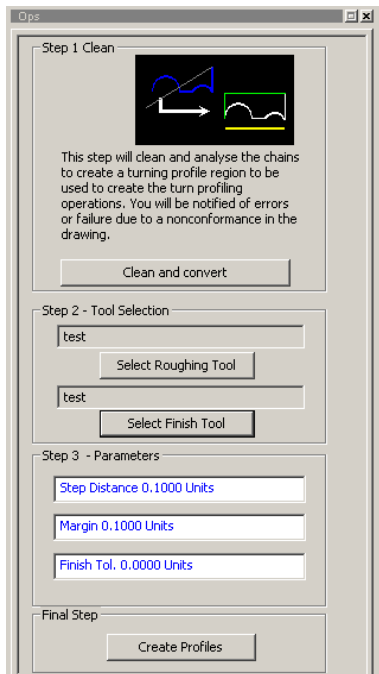 Ops
Step 1 Clean
This step will clean and analyse the chains
to create a turning profile region to be
used to create the turn profiling
operations. You will be notified of errors
or failure due to a nonconformance in the
drawing.
Clean and convert
Step 2 - Tool Selection
test
Select Roughing Tool
test
Select Finish Tool
Step 3  - Parameters
Step Distance 0.1000 Units
Margin 0.1000 Units
Finish Tol. 0.0000 Units
Final Step
Create Profiles